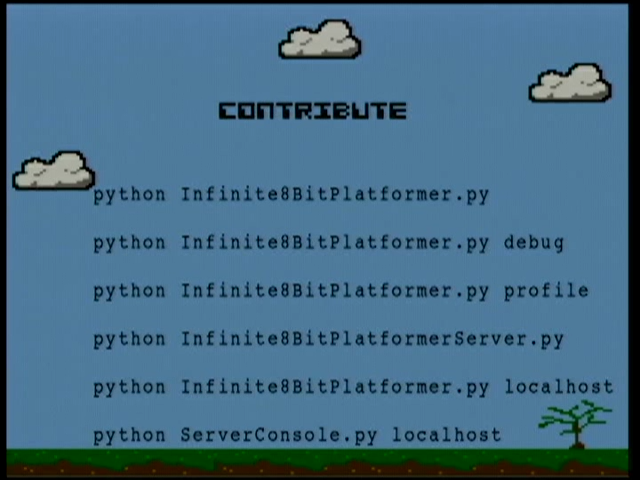 CONTRIBUTE
python Infinite8BitPlatformer.py
python Infinite8BitPlatformer.py debug
python Infinite8BitPlatformer.py profile
python Infinite8BitPlatformerServer.py
python Infinite8BitPlatformer.py localhost
python ServerConsole.py localhost